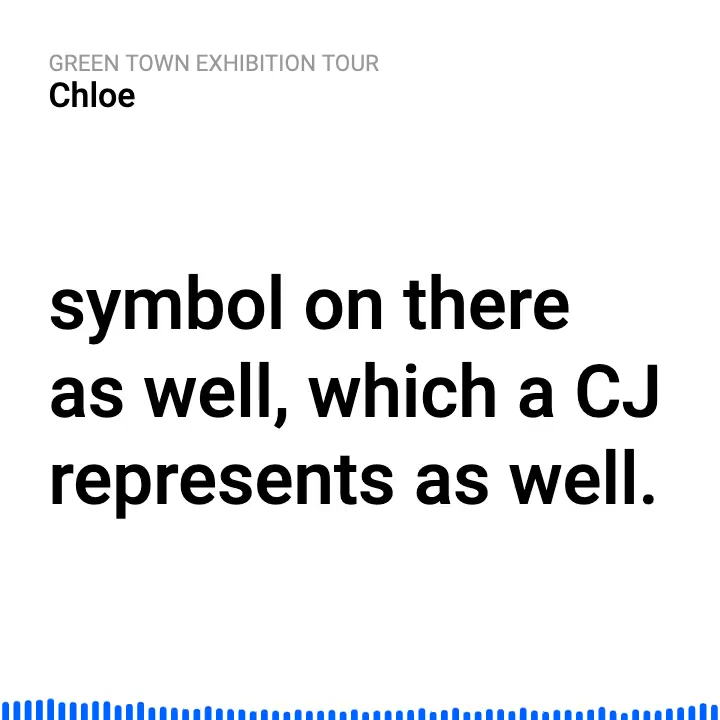 GREEN TOWN EXHIBITION TOUR
Chloe
symbol on there
as well, which a CJ
represents as well.